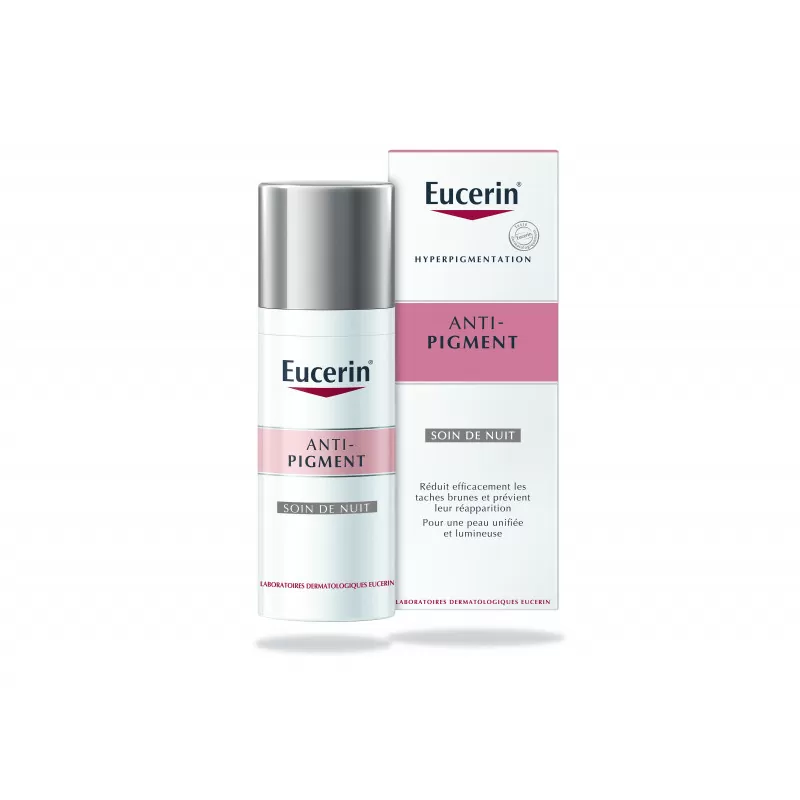 Eucerin®
ANTI-
PIGMENT
SOIN DE NUIT
LABORATOIRES DERMATOLOGIQUES EUCERIN
Eucerin®
Eucerin
HYPERPIGMENTATION
ANTI-
PIGMENT
SOIN DE NUIT
Réduit efficacement les
taches brunes et prévient
leur réapparition
Pour une peau unifiée
et lumineuse
LABORATOIRES DERMATOLOGIQUES EUCERIN